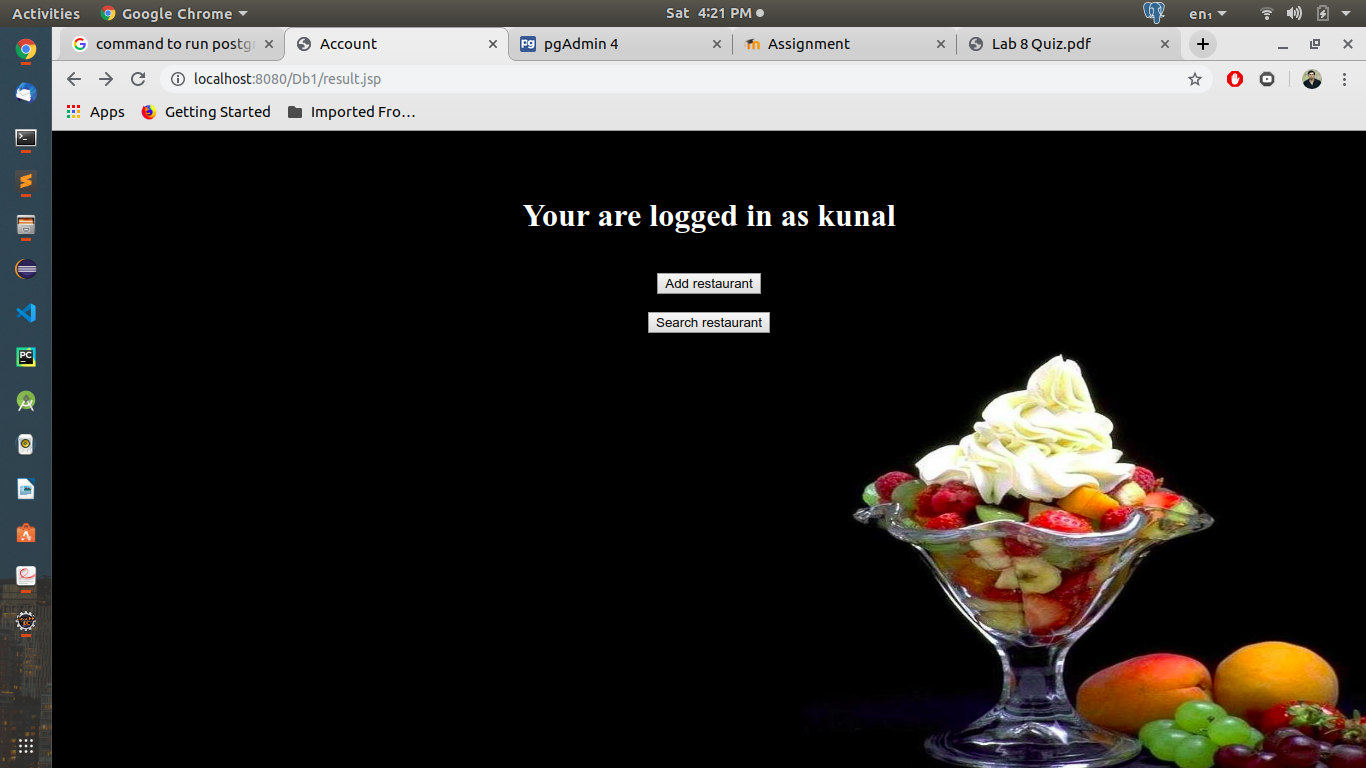 Activities Google Chrome Sat 4:21 PM en₁
command to run postgr Account pgAdmin 4 Assignment Lab 8 Quiz.pdf
localhost:8080/Db1/result.jsp
Apps Getting Started Imported Fro…
Your are logged in as kunal
Add restaurant
Search restaurant